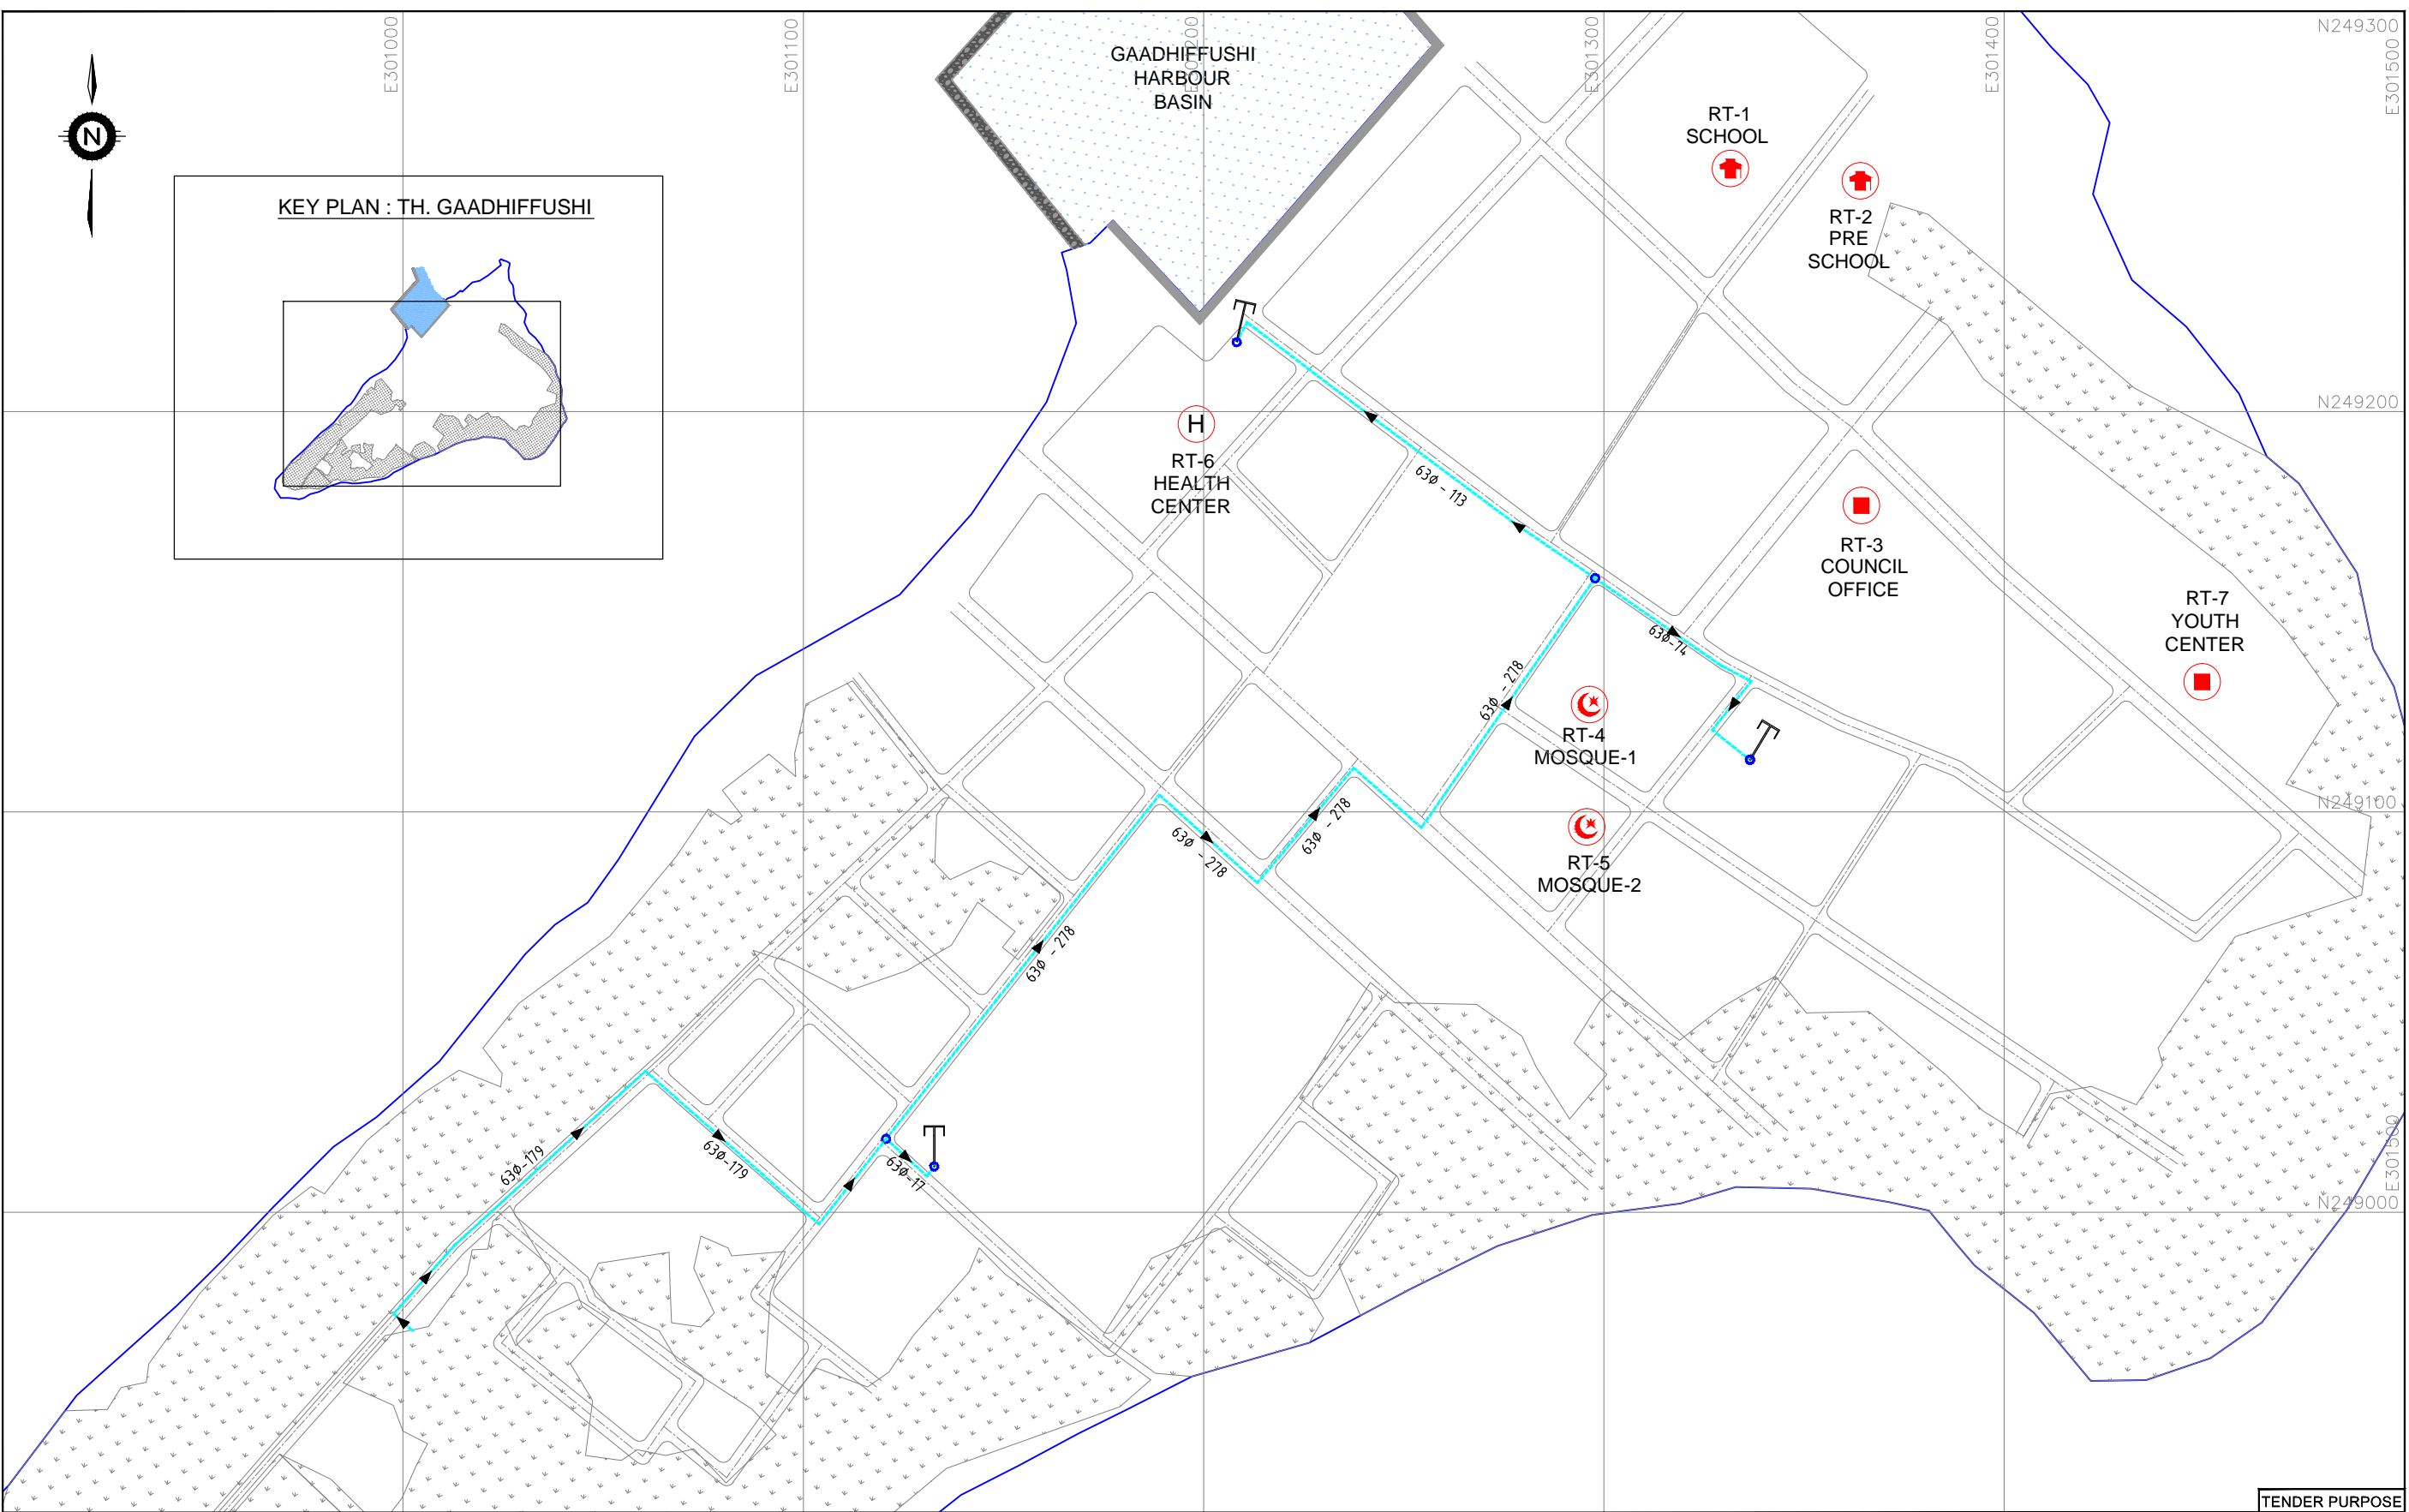 E301000
E301100
E301200
E301300
E301400
E301500
N249300
GAADHIFFUSHI
HARBOUR
BASIN
N
KEY PLAN : TH. GAADHIFFUSHI
RT-1
SCHOOL
RT-2
PRE
SCHOOL
N249200
H
RT-6
HEALTH
CENTER
63Ø - 113
RT-3
COUNCIL
OFFICE
RT-7
YOUTH
CENTER
63Ø-74
63Ø - 278
RT-4
MOSQUE-1
N249100
63Ø - 278
63Ø - 278
RT-5
MOSQUE-2
63Ø - 278
63Ø-179
63Ø-179
63Ø-17
E301500
N249000
TENDER PURPOSE